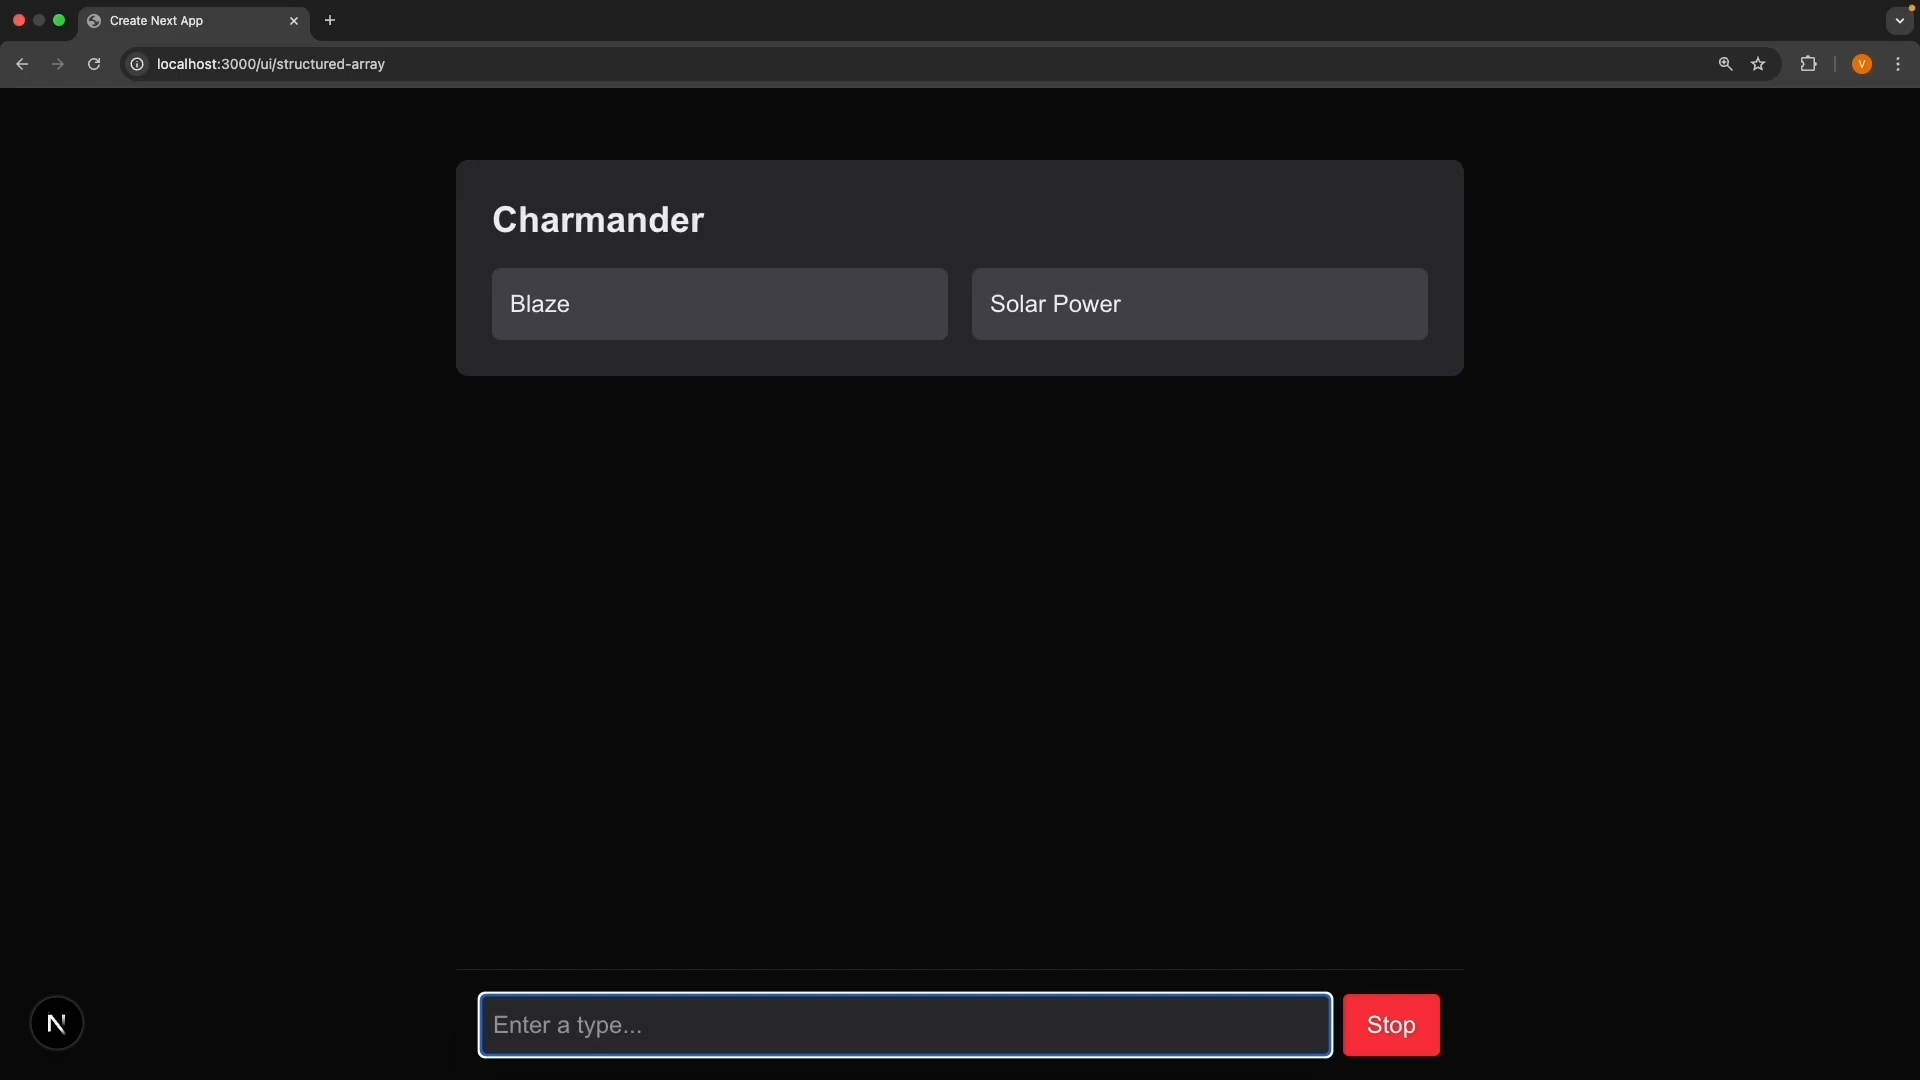 Create Next App
localhost:3000/ui/structured-array
V
Charmander
Blaze
Solar Power
N
Enter a type...
Stop